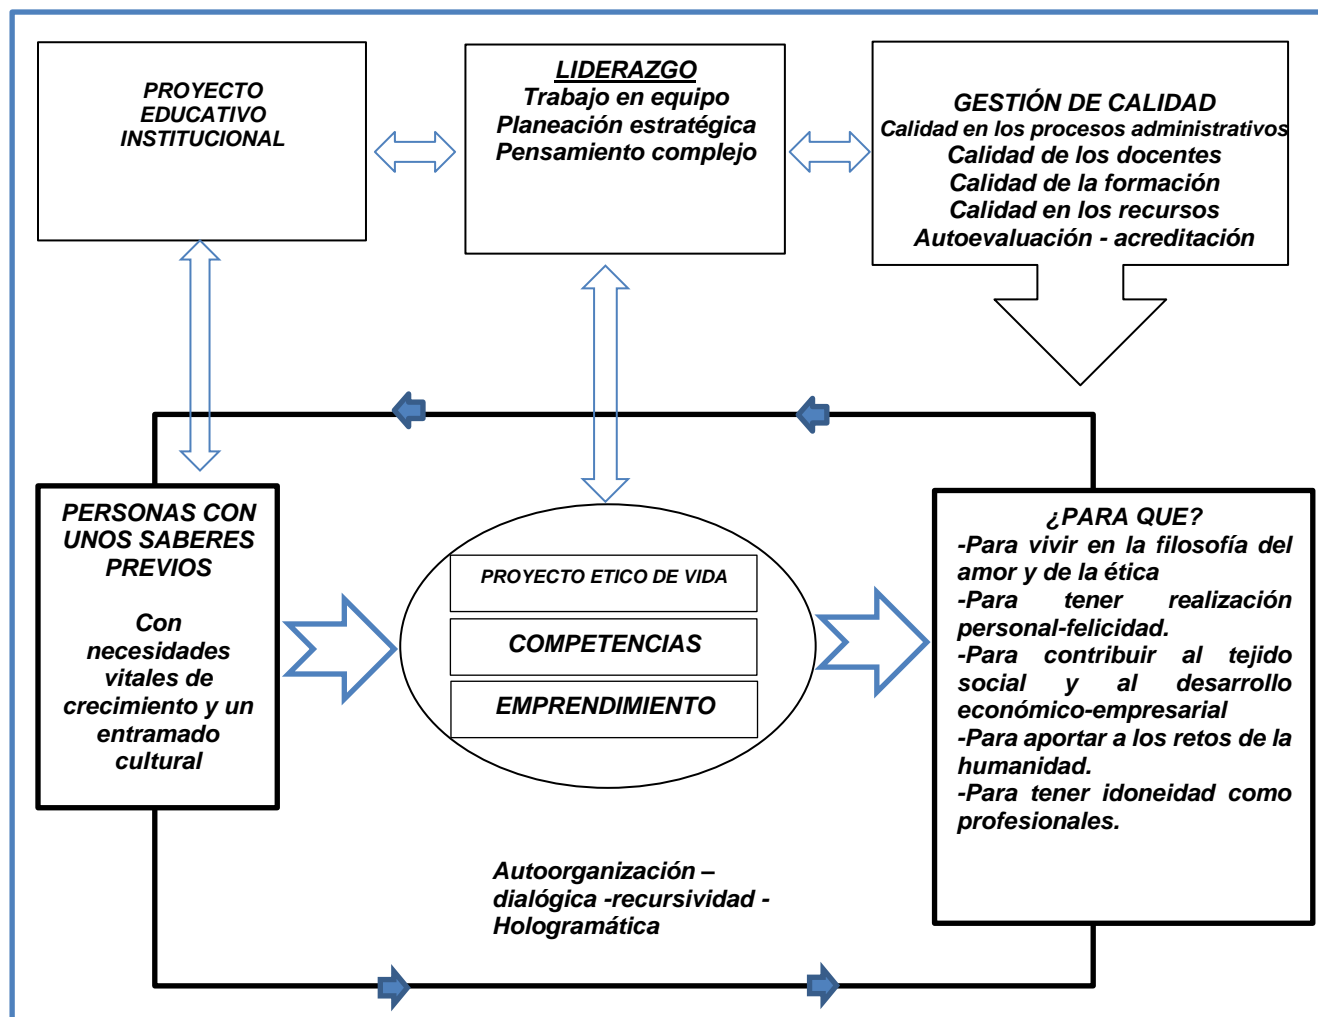 PROYECTO
EDUCATIVO
INSTITUCIONAL
LIDERAZGO
Trabajo en equipo
Planeación estratégica
Pensamiento complejo
GESTIÓN DE CALIDAD
Calidad en los procesos administrativos
Calidad de los docentes
Calidad de la formación
Calidad en los recursos
Autoevaluación - acreditación
PERSONAS CON
UNOS SABERES
PREVIOS
Con
necesidades
vitales de
crecimiento y un
entramado
cultural
PROYECTO ETICO DE VIDA
COMPETENCIAS
EMPRENDIMIENTO
¿PARA QUE?
-Para vivir en la filosofía del
amor y de la ética
-Para tener realización
personal-felicidad.
-Para contribuir al tejido
social y al desarrollo
económico-empresarial
-Para aportar a los retos de la
humanidad.
-Para tener idoneidad como
profesionales.
Autoorganización –
dialógica -recursividad -
Hologramática